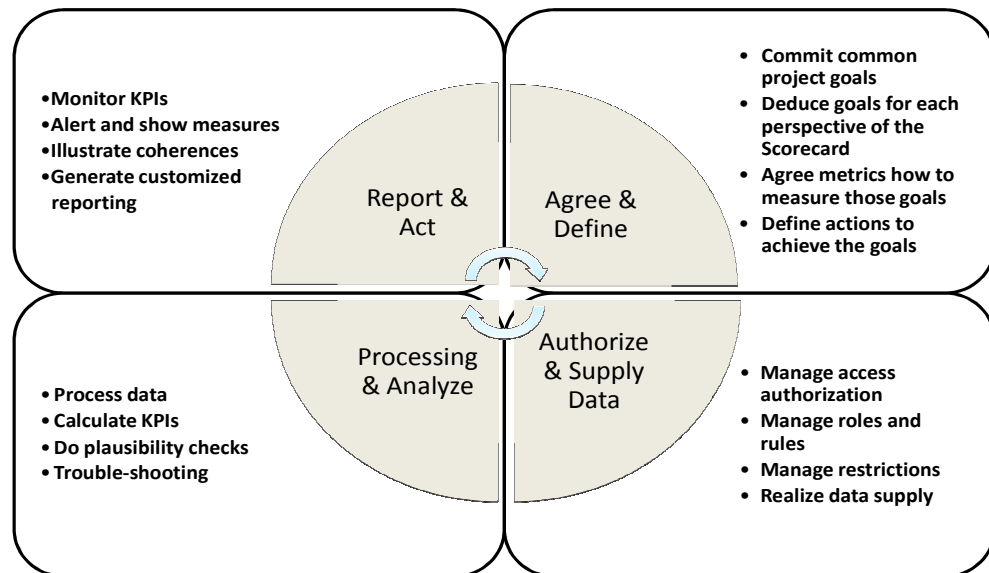 •Monitor KPIs
•Alert and show measures
•Illustrate coherences
•Generate customized
reporting
Report &
Act
Agree &
Define
• Commit common
project goals
• Deduce goals for each
perspective of the
Scorecard
• Agree metrics how to
measure those goals
• Define actions to
achieve the goals
•Process data
•Calculate KPIs
•Do plausibility checks
•Trouble-shooting
Processing
& Analyze
Authorize
& Supply
Data
• Manage access
authorization
• Manage roles and
rules
• Manage restrictions
• Realize data supply